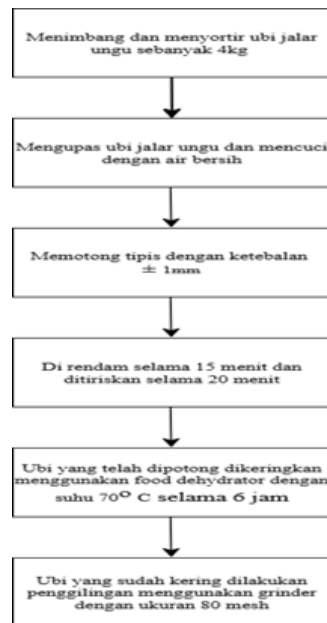 Menimbang dan menyortir ubi jalar
ungu sebanyak 4kg
Mengupas ubi jalar ungu dan mencuci
dengan air bersih
Memotong tipis dengan ketebalan
± 1mm
Di rendam selama 15 menit dan
ditiriskan selama 20 menit
Ubi yang telah dipotong dikeringkan
menggunakan food dehydrator dengan
suhu 70⁰ C selama 6 jam
Ubi yang sudah kering dilakukan
penggilingan menggunakan grinder
dengan ukuran 80 mesh